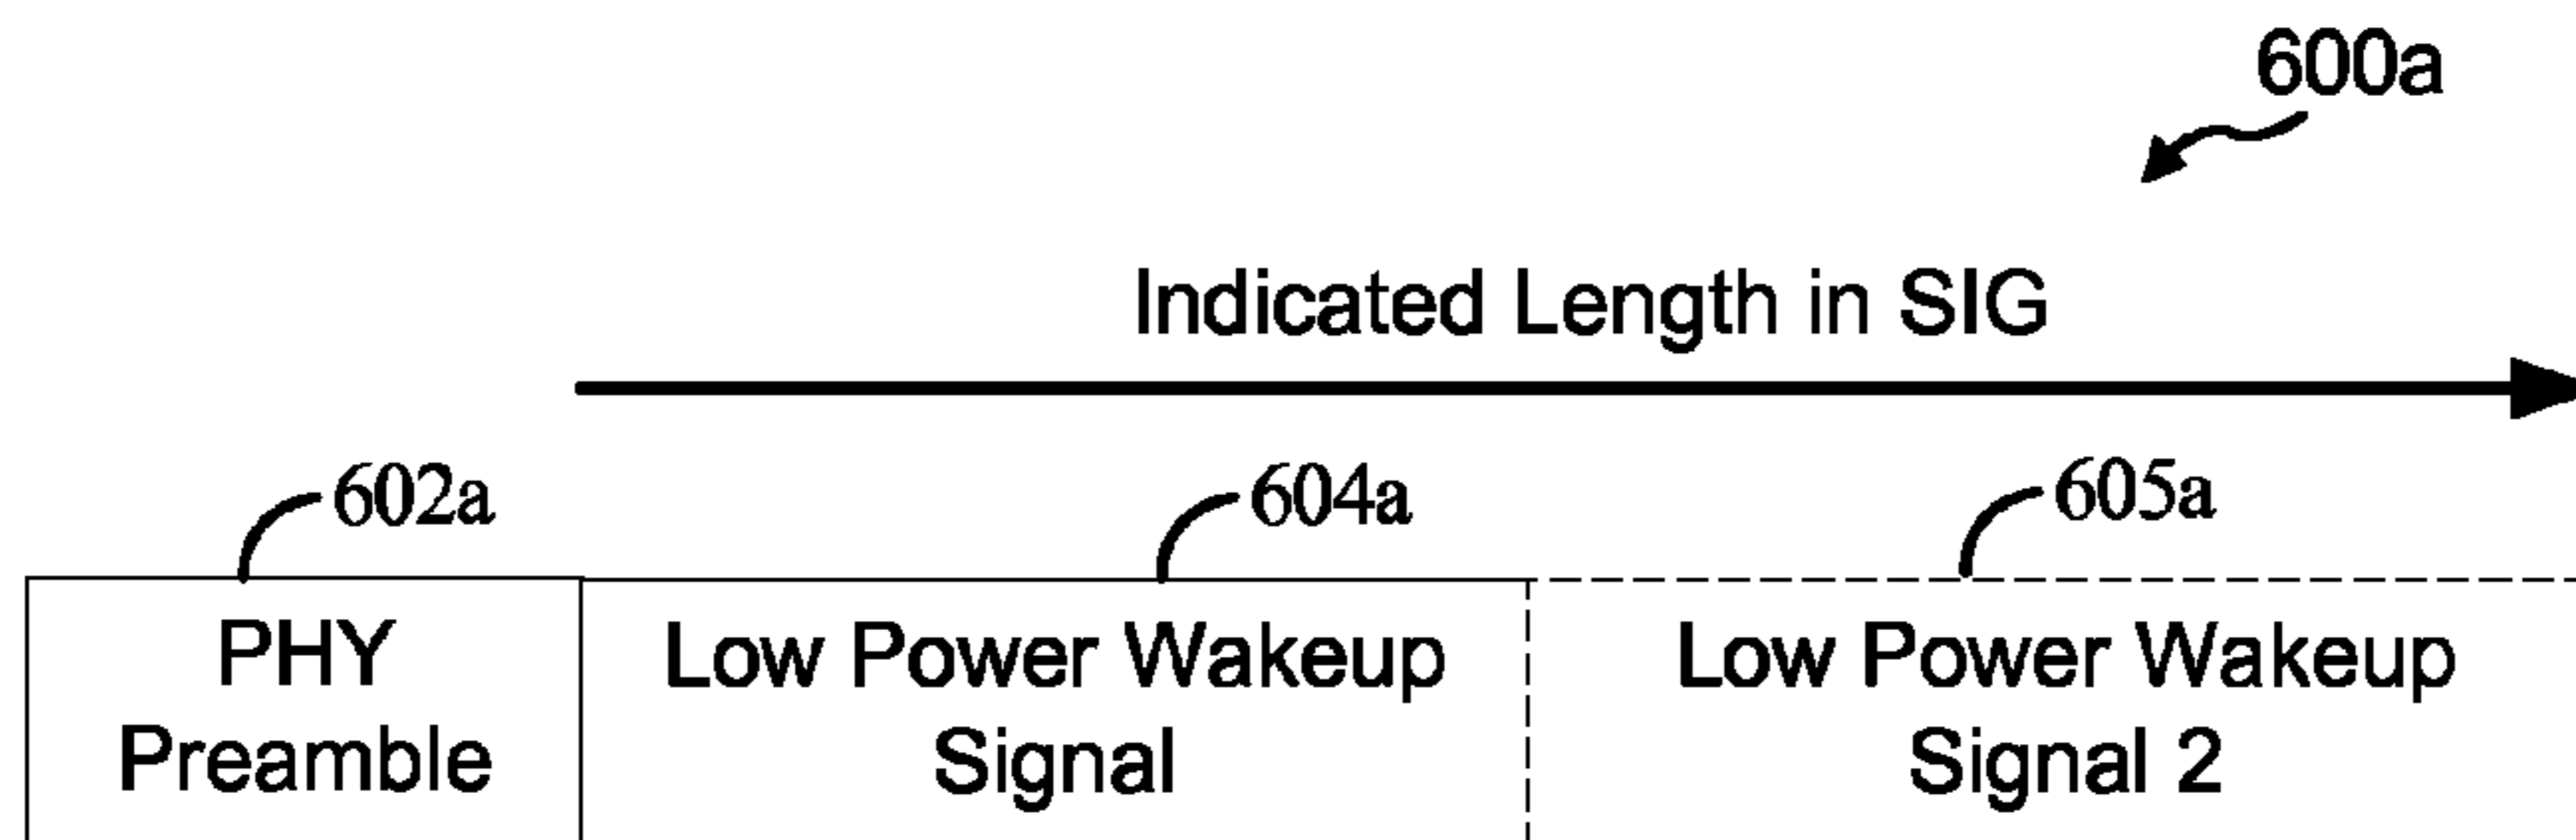 600a
Indicated Length in SIG
602a
604a
605a
PHY
Preamble
Low Power Wakeup
Signal
Low Power Wakeup
Signal 2